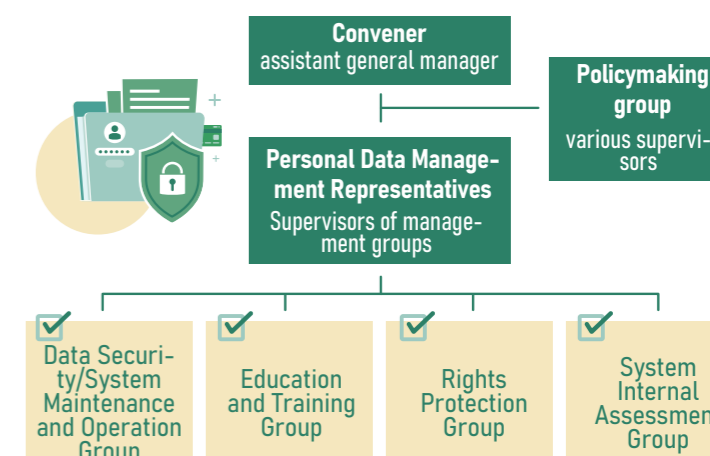 Convener
assistant general manager
Policymaking
group
various supervi-
sors
Personal Data Manage-
ment Representatives
Supervisors of manage-
ment groups
Data Securi-
ty/System
Maintenance
and Operation
Group
Education
and Training
Group
Rights
Protection
Group
System
Internal
Assessment
Group